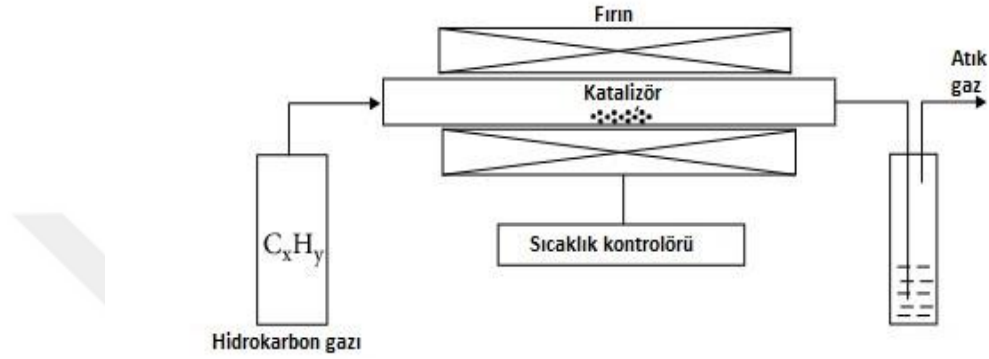 Fırın
Atık
gaz
Katalizör
CxHy
Sıcaklık kontrolörü
Hidrokarbon gazı